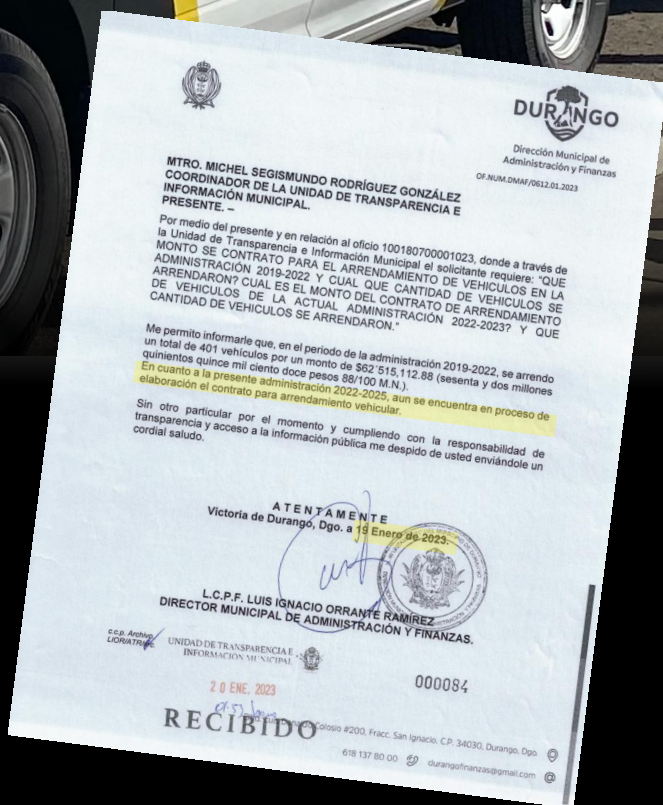 DURANGO
Dirección Municipal de
Administración y Finanzas
OF.NUM.DMAF/0612.01.2023
MTRO. MICHEL SEGISMUNDO RODRÍGUEZ GONZÁLEZ
COORDINADOR DE LA UNIDAD DE TRANSPARENCIA E
INFORMACIÓN MUNICIPAL.
PRESENTE. –
Por medio del presente y en relación al oficio 100180700001023, donde a través de
la Unidad de Transparencia e Información Municipal el solicitante requiere: "QUE
MONTO SE CONTRATO PARA EL ARRENDAMIENTO DE VEHICULOS EN LA
ADMINISTRACIÓN 2019-2022 Y CUAL QUE CANTIDAD DE VEHICULOS SE
ARRENDARON? CUAL ES EL MONTO DEL CONTRATO DE ARRENDAMIENTO
DE VEHICULOS DE LA ACTUAL ADMINISTRACIÓN 2022-2023? Y QUE
CANTIDAD DE VEHICULOS SE ARRENDARON."
Me permito informarle que, en el periodo de la administración 2019-2022, se arrendo
un total de 401 vehículos por un monto de $62´515,112.88 (sesenta y dos millones
quinientos quince mil ciento doce pesos 88/100 M.N.).
En cuanto a la presente administración 2022-2025, aun se encuentra en proceso de
elaboración el contrato para arrendamiento vehicular.
Sin otro particular por el momento y cumpliendo con la responsabilidad de
transparencia y acceso a la información pública me despido de usted enviándole un
cordial saludo.
ATENTAMENTE
Victoria de Durango, Dgo. a 19 Enero de 2023.
L.C.P.F. LUIS IGNACIO ORRANTE RAMÍREZ
DIRECTOR MUNICIPAL DE ADMINISTRACIÓN Y FINANZAS.
c.c.p. Archivo
UNIDAD DE TRANSPARENCIA E
INFORMACIÓN MUNICIPAL
20 ENE. 2023
000084
RECIBIDO
Colosio #200, Fracc. San Ignacio, C.P. 34030, Durango, Dgo.
618 137 80 00
durangofinanzas@gmail.com